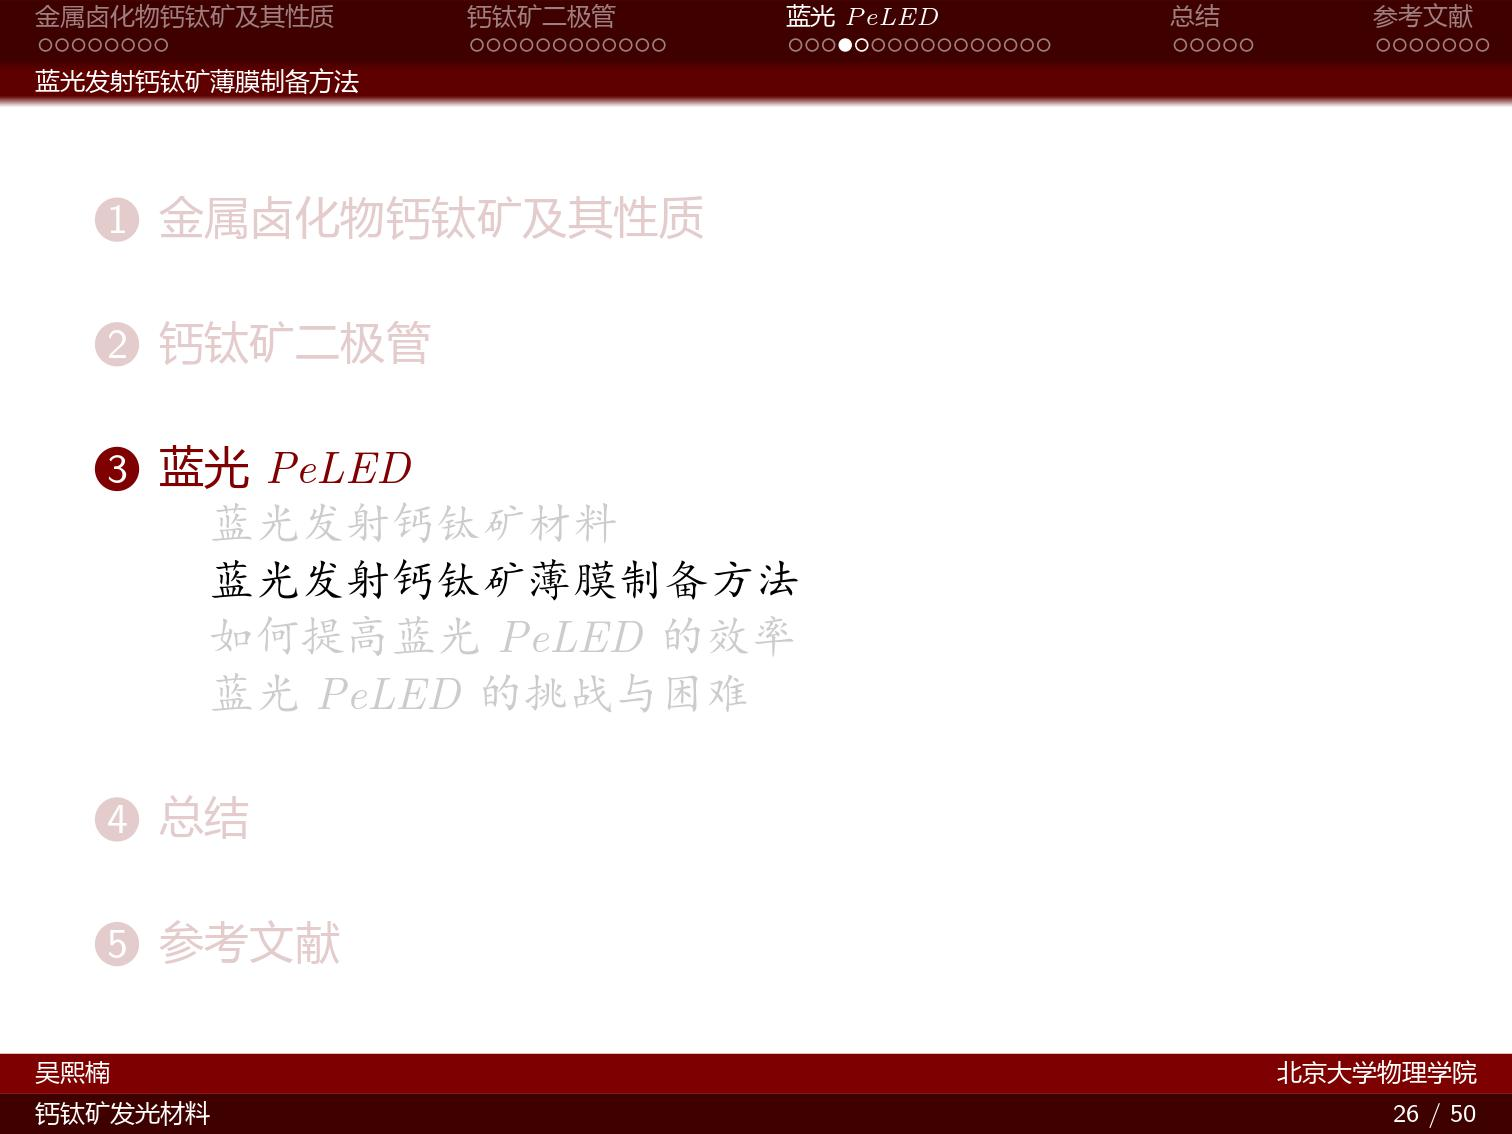 金属卤化物钙钛矿及其性质 钙钛矿二极管 蓝光 PeLED 总结 参考文献
蓝光发射钙钛矿薄膜制备方法
1 金属卤化物钙钛矿及其性质
2 钙钛矿二极管
3 蓝光 PeLED
蓝光发射钙钛矿材料
蓝光发射钙钛矿薄膜制备方法
如何提高蓝光 PeLED 的效率
蓝光 PeLED 的挑战与困难
4 总结
5 参考文献
吴熙楠 北京大学物理学院
钙钛矿发光材料 26 / 50